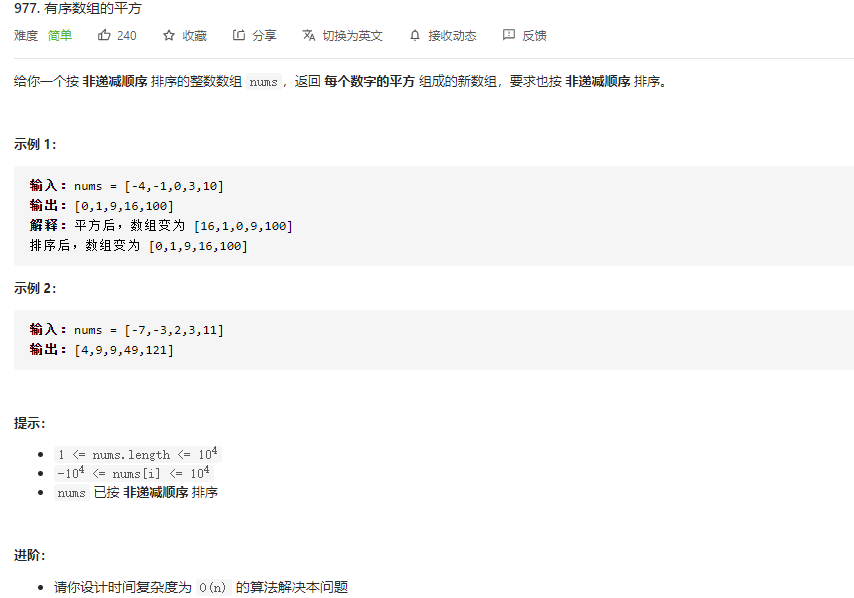 977. 有序数组的平方
难度 简单 240 收藏 分享 切换为英文 接收动态 反馈
给你一个按 非递减顺序 排序的整数数组 nums，返回 每个数字的平方 组成的新数组，要求也按 非递减顺序 排序。
示例 1：
输入：nums = [-4,-1,0,3,10]
输出：[0,1,9,16,100]
解释：平方后，数组变为 [16,1,0,9,100]
排序后，数组变为 [0,1,9,16,100]
示例 2：
输入：nums = [-7,-3,2,3,11]
输出：[4,9,9,49,121]
提示：
• 1 <= nums.length <= 10⁴
• -10⁴ <= nums[i] <= 10⁴
• nums 已按 非递减顺序 排序
进阶：
• 请你设计时间复杂度为 O(n) 的算法解决本问题